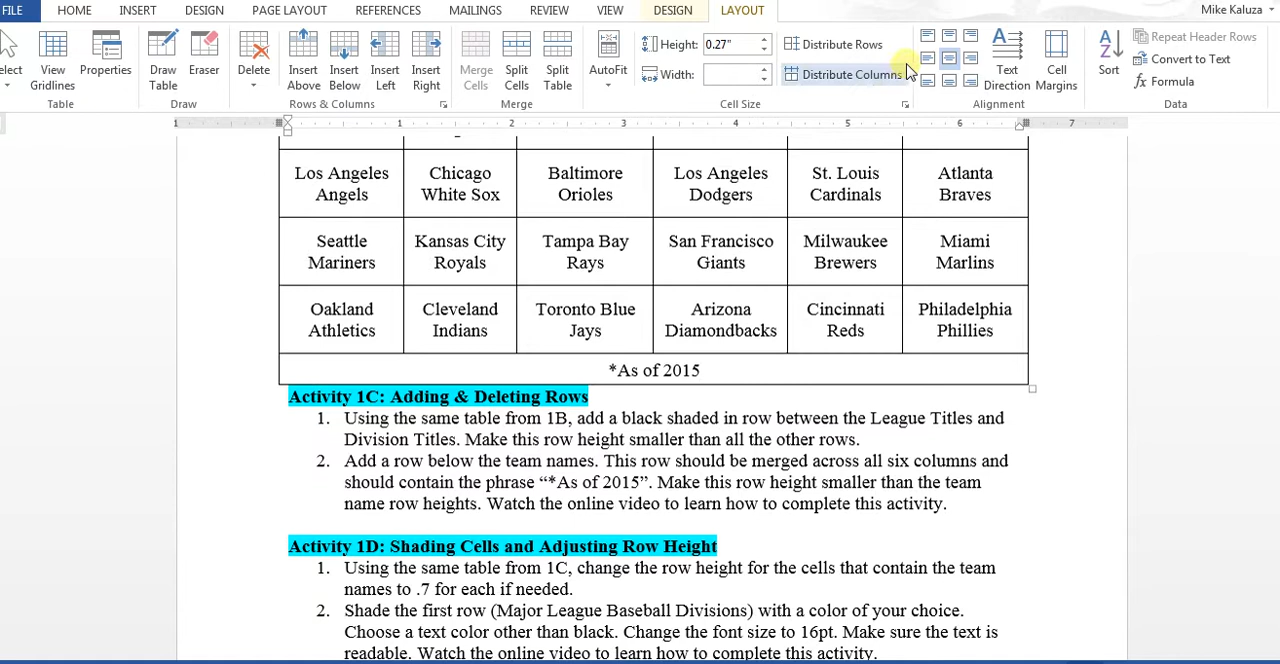 FILE HOME INSERT DESIGN PAGE LAYOUT REFERENCES MAILINGS REVIEW VIEW DESIGN LAYOUT Mike Kaluza
elect
View Gridlines
Properties
Table
Draw Table
Eraser
Draw
Delete
Insert Above
Insert Below
Insert Left
Insert Right
Rows & Columns
Merge Cells
Split Cells
Split Table
Merge
AutoFit
Height: 0.27"
Width:
Distribute Rows
Distribute Columns
Cell Size
Text Direction
Cell Margins
Alignment
A
Z
Sort
Repeat Header Rows
Convert to Text
fx Formula
Data
1 1 2 3 4 5 6 7
Los Angeles Angels
Chicago White Sox
Baltimore Orioles
Los Angeles Dodgers
St. Louis Cardinals
Atlanta Braves
Seattle Mariners
Kansas City Royals
Tampa Bay Rays
San Francisco Giants
Milwaukee Brewers
Miami Marlins
Oakland Athletics
Cleveland Indians
Toronto Blue Jays
Arizona Diamondbacks
Cincinnati Reds
Philadelphia Phillies
*As of 2015
Activity 1C: Adding & Deleting Rows
1. Using the same table from 1B, add a black shaded in row between the League Titles and
Division Titles. Make this row height smaller than all the other rows.
2. Add a row below the team names. This row should be merged across all six columns and
should contain the phrase “*As of 2015”. Make this row height smaller than the team
name row heights. Watch the online video to learn how to complete this activity.
Activity 1D: Shading Cells and Adjusting Row Height
1. Using the same table from 1C, change the row height for the cells that contain the team
names to .7 for each if needed.
2. Shade the first row (Major League Baseball Divisions) with a color of your choice.
Choose a text color other than black. Change the font size to 16pt. Make sure the text is
readable. Watch the online video to learn how to complete this activity.